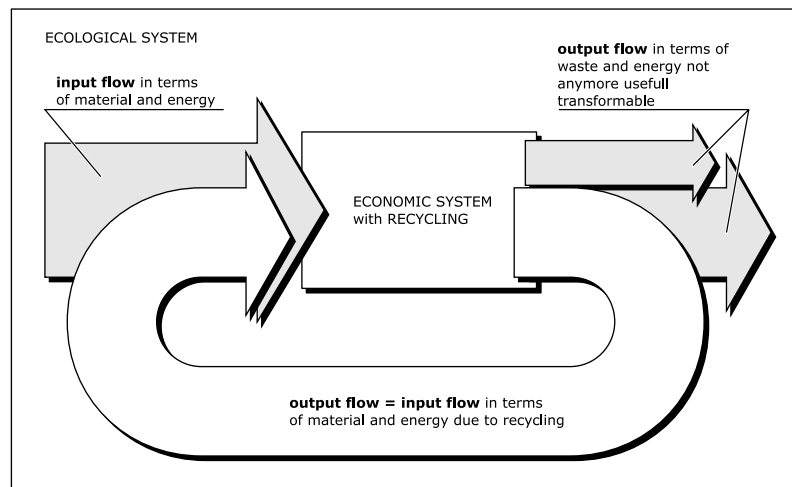 ECOLOGICAL SYSTEM
input flow in terms
of material and energy
output flow in terms of
waste and energy not
anymore usefull
transformable
ECONOMIC SYSTEM
with RECYCLING
output flow = input flow in terms
of material and energy due to recycling